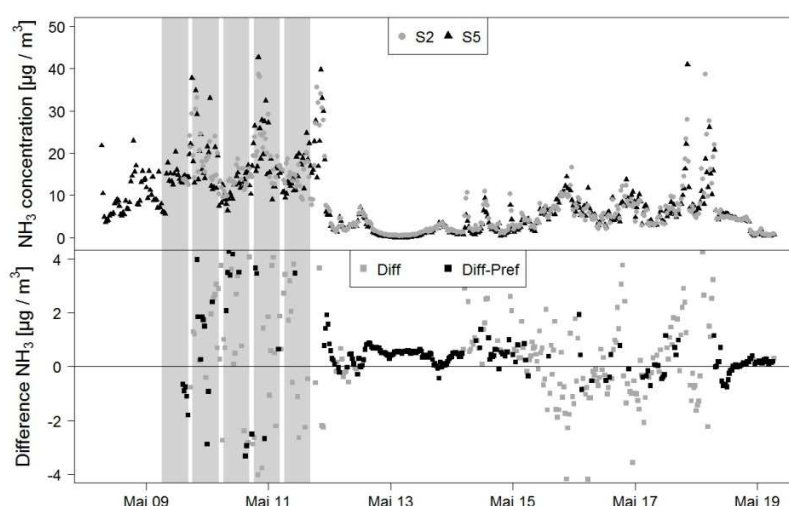 NH₃ concentration [µg / m³]
50
40
30
20
10
0
S2 S5
Difference NH₃ [µg / m³]
4
2
0
-2
-4
Diff Diff-Pref
Mai 09 Mai 11 Mai 13 Mai 15 Mai 17 Mai 19